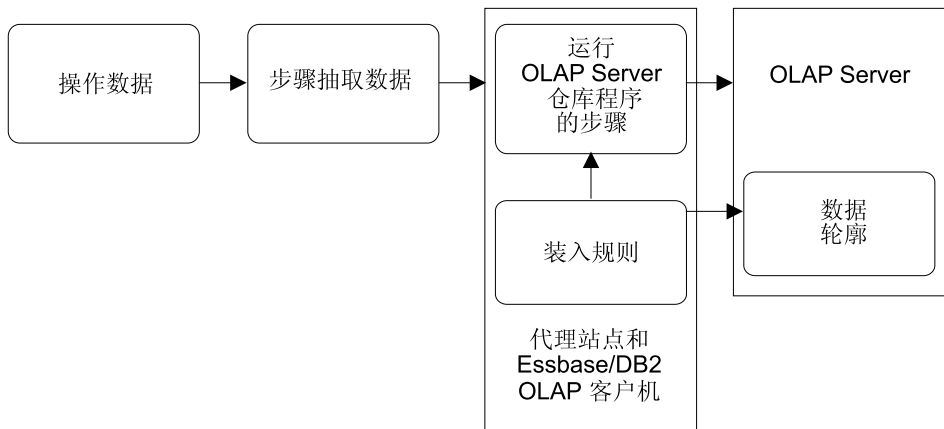 操作数据
步骤抽取数据
运行
OLAP Server
仓库程序
的步骤
OLAP Server
装入规则
数据
轮廓
代理站点和
Essbase/DB2
OLAP 客户机